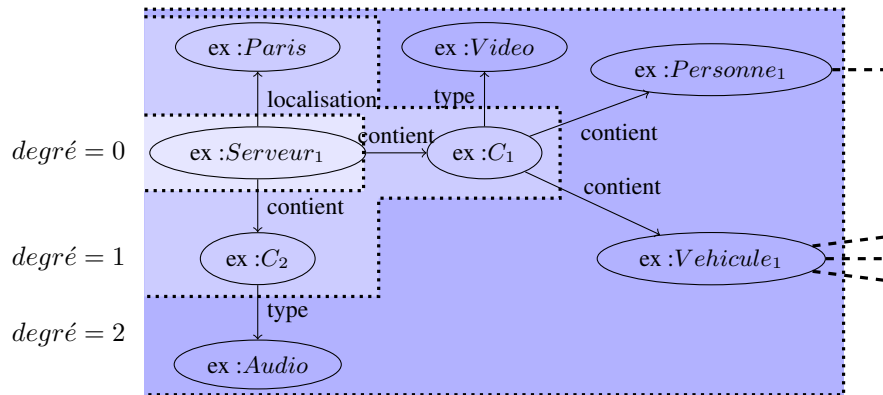 ex :Paris
ex :Video
ex :Personne₁
localisation
type
degré = 0
ex :Serveur₁
contient
ex :C₁
contient
contient
contient
degré = 1
ex :C₂
ex :Vehicule₁
type
degré = 2
ex :Audio